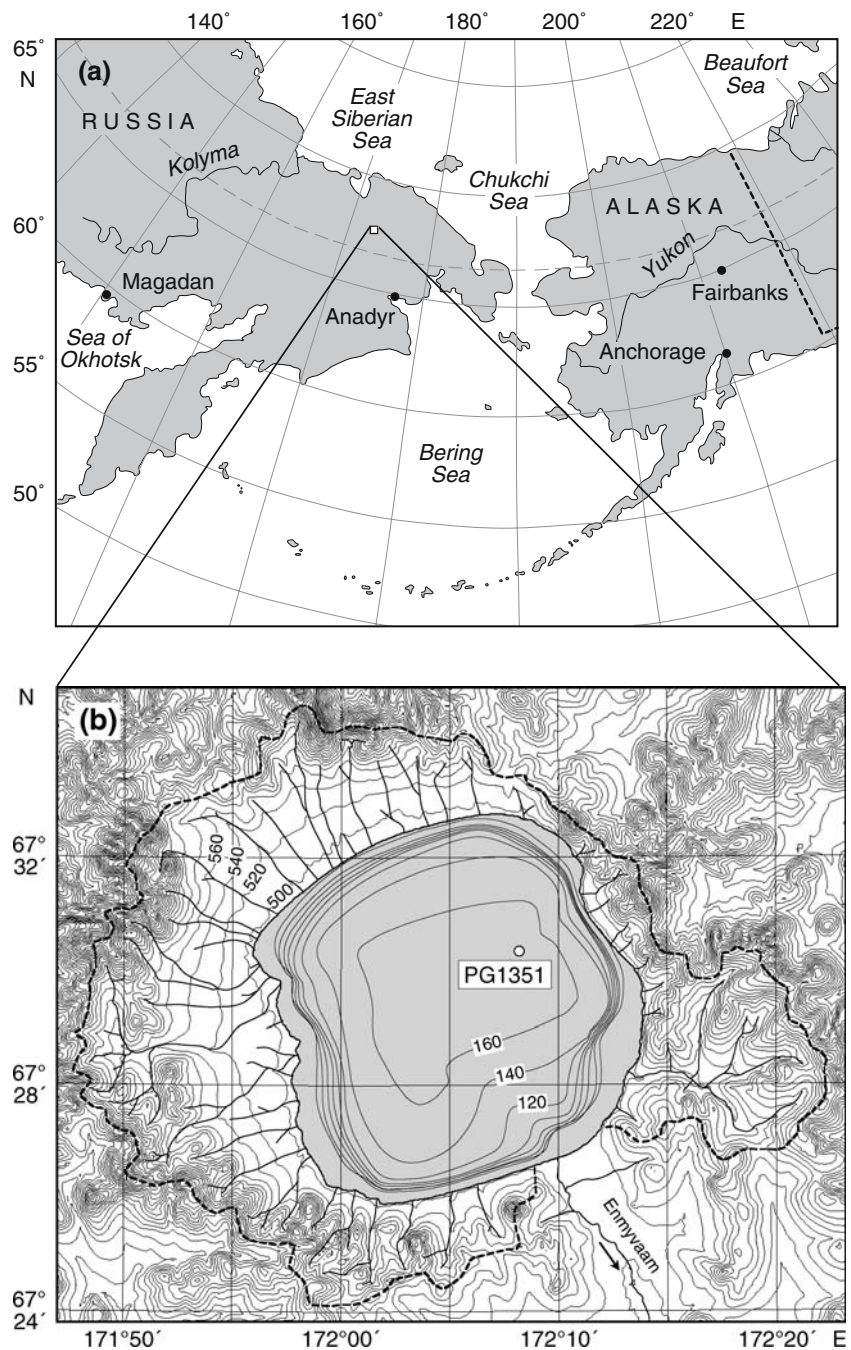 140° 160° 180° 200° 220° E
65°
N
(a)
Beaufort
Sea
East
Siberian
Sea
RUSSIA
Kolyma
Chukchi
Sea
ALASKA
60°
Yukon
Magadan
Anadyr
Fairbanks
Sea of
Okhotsk
Anchorage
55°
Bering
Sea
50°
N
(b)
67°
32´
560
540
520
500
PG1351
160
140
120
67°
28´
Enmyvaam
67°
24´
171°50´ 172°00´ 172°10´ 172°20´ E